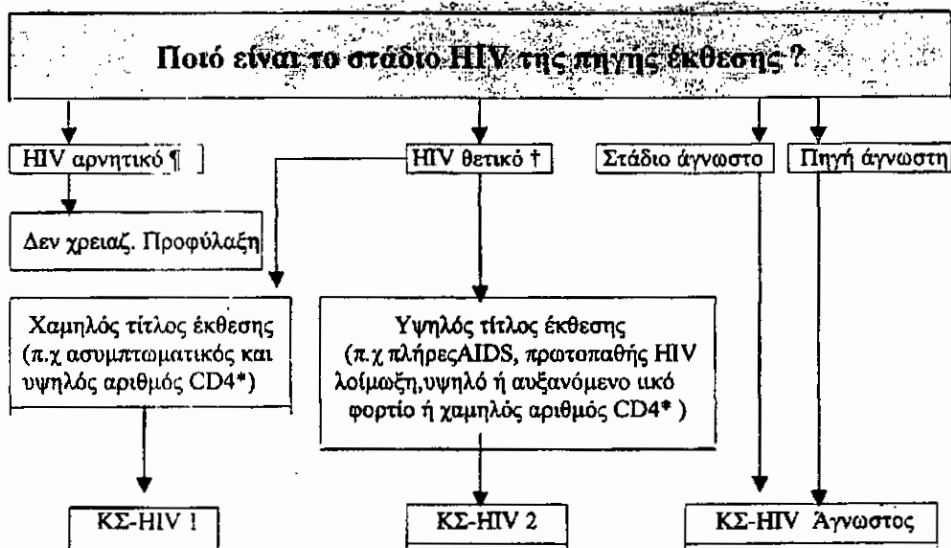 Ποιό είναι το στάδιο HIV της πηγής έκθεσης ?
HIV αρνητικό ¶
HIV θετικό †
Στάδιο άγνωστο
Πηγή άγνωστη
Δεν χρειαζ. Προφύλαξη
Χαμηλός τίτλος έκθεσης
(π.χ ασυμπτωματικός και
υψηλός αριθμός CD4*)
Υψηλός τίτλος έκθεσης
(π.χ πλήρεςAIDS, πρωτοπαθής HIV
λοίμωξη,υψηλό ή αυξανόμενο ιικό
φορτίο ή χαμηλός αριθμός CD4* )
ΚΣ-HIV 1
ΚΣ-HIV 2
ΚΣ-HIV Άγνωστος